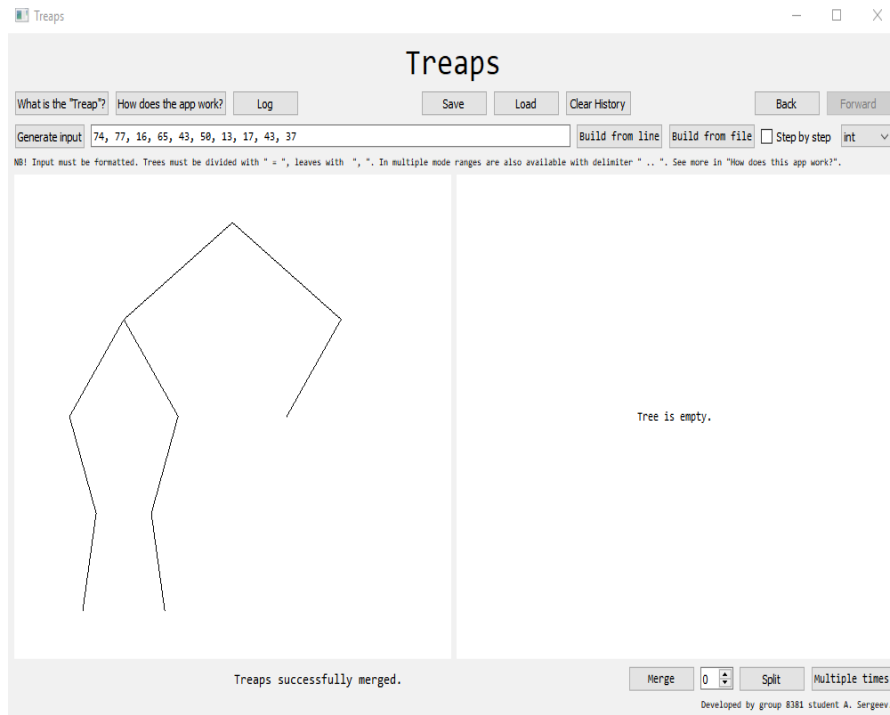 Treaps
Treaps
What is the "Treap"? How does the app work? Log Save Load Clear History Back Forward
Generate input 74, 77, 16, 65, 43, 50, 13, 17, 43, 37 Build from line Build from file Step by step int
NB! Input must be formatted. Trees must be divided with " = ", leaves with ", ". In multiple mode ranges are also available with delimiter " .. ". See more in "How does this app work?".
Tree is empty.
Treaps successfully merged. Merge 0 Split Multiple times
Developed by group 8381 student A. Sergeev